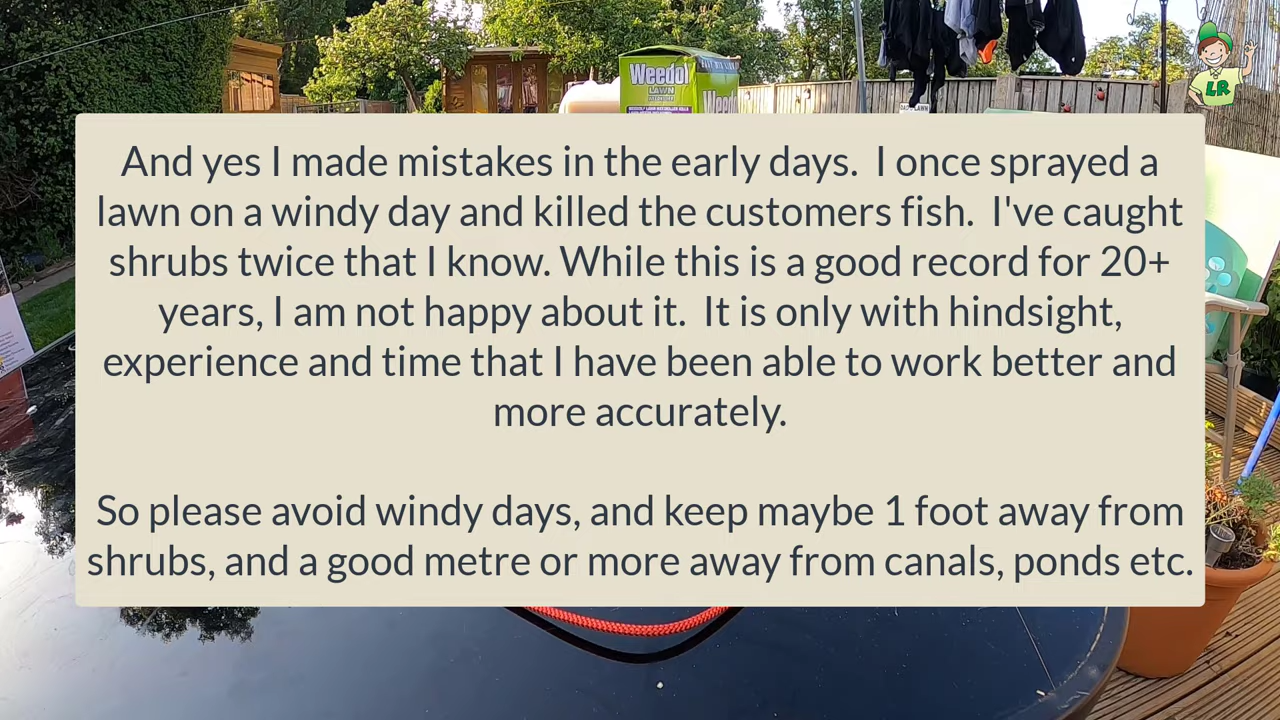 Weedol
LAWN
Weedol
LR
And yes I made mistakes in the early days.  I once sprayed a
lawn on a windy day and killed the customers fish.  I've caught
shrubs twice that I know. While this is a good record for 20+
years, I am not happy about it.  It is only with hindsight,
experience and time that I have been able to work better and
more accurately.
So please avoid windy days, and keep maybe 1 foot away from
shrubs, and a good metre or more away from canals, ponds etc.